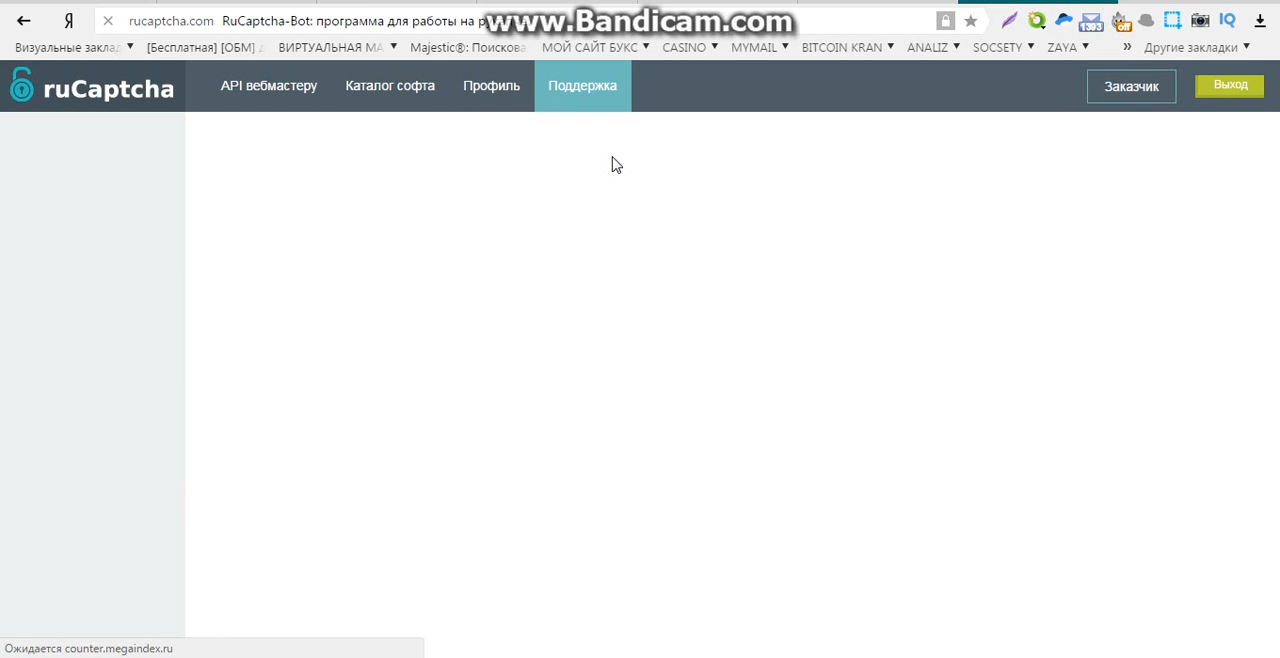 rucaptcha.com RuCaptcha-Bot: программа для работы на
www.Bandicam.com
1393
Gif
IQ
Визуальные заклад [Бесплатная] [ОБМ] ВИРТУАЛЬНАЯ МА Majestic®: Поискова МОЙ САЙТ БУКС CASINO MYMAIL BITCOIN KRAN ANALIZ SOCSETY ZAYA » Другие закладки
ruCaptcha API вебмастеру Каталог софта Профиль Поддержка Заказчик Выход
Ожидается counter.megaindex.ru